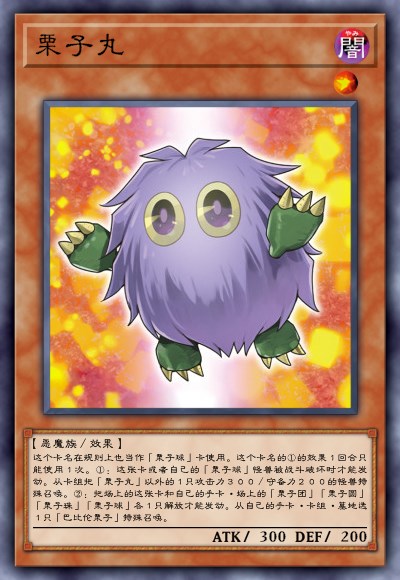 栗子丸
やみ
闇
【恶魔族／效果】
这个卡名在规则上也当作「栗子球」卡使用。这个卡名的①的效果1回合只
能使用1次。①：这张卡或者自己的「栗子球」怪兽被战斗破坏时才能发
动。从卡组把「栗子丸」以外的1只攻击力300／守备力200的怪兽特
殊召唤。②：把场上的这张卡和自己的手卡·场上的「栗子团」「栗子圆」
「栗子珠」「栗子球」各1只解放才能发动。从自己的手卡·卡组·墓地选
1只「巴比伦栗子」特殊召唤。
ATK/ 300 DEF/ 200